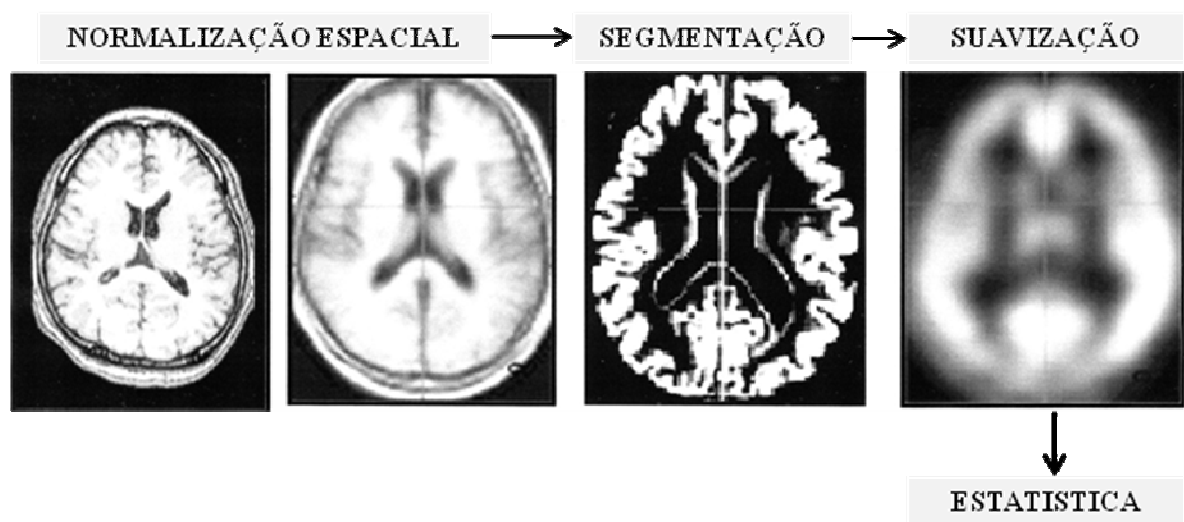 NORMALIZAÇÃO ESPACIAL
SEGMENTAÇÃO
SUAVIZAÇÃO
ESTATISTICA